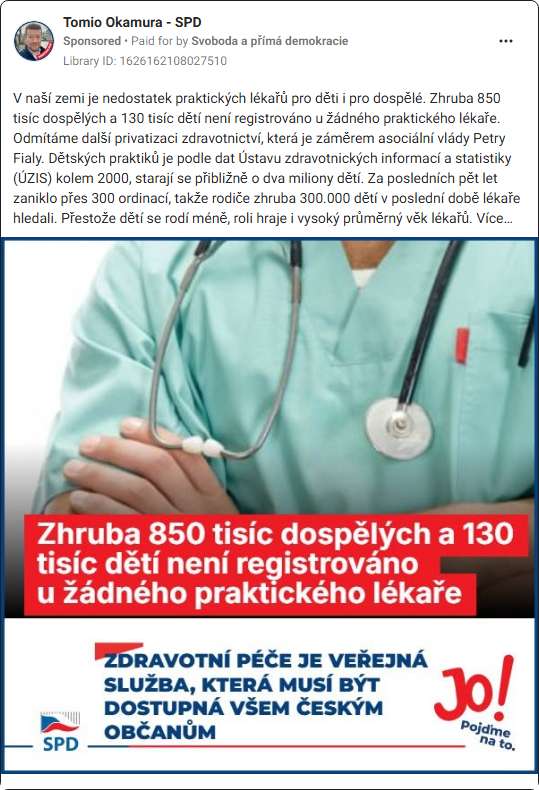 Tomio Okamura - SPD
Sponsored • Paid for by Svoboda a přímá demokracie
Library ID: 1626162108027510
V naší zemi je nedostatek praktických lékařů pro děti i pro dospělé. Zhruba 850
tisíc dospělých a 130 tisíc dětí není registrováno u žádného praktického lékaře.
Odmítáme další privatizaci zdravotnictví, která je záměrem asociální vlády Petry
Fialy. Dětských praktiků je podle dat Ústavu zdravotnických informací a statistiky
(ÚZIS) kolem 2000, starají se přibližně o dva miliony dětí. Za posledních pět let
zaniklo přes 300 ordinací, takže rodiče zhruba 300.000 dětí v poslední době lékaře
hledali. Přestože dětí se rodí méně, roli hraje i vysoký průměrný věk lékařů. Více…
Zhruba 850 tisíc dospělých a 130
tisíc dětí není registrováno
u žádného praktického lékaře
ZDRAVOTNÍ PÉČE JE VEŘEJNÁ
SLUŽBA, KTERÁ MUSÍ BÝT
DOSTUPNÁ VŠEM ČESKÝM
OBČANŮM
SPD
Jo!
Pojďme
na to.